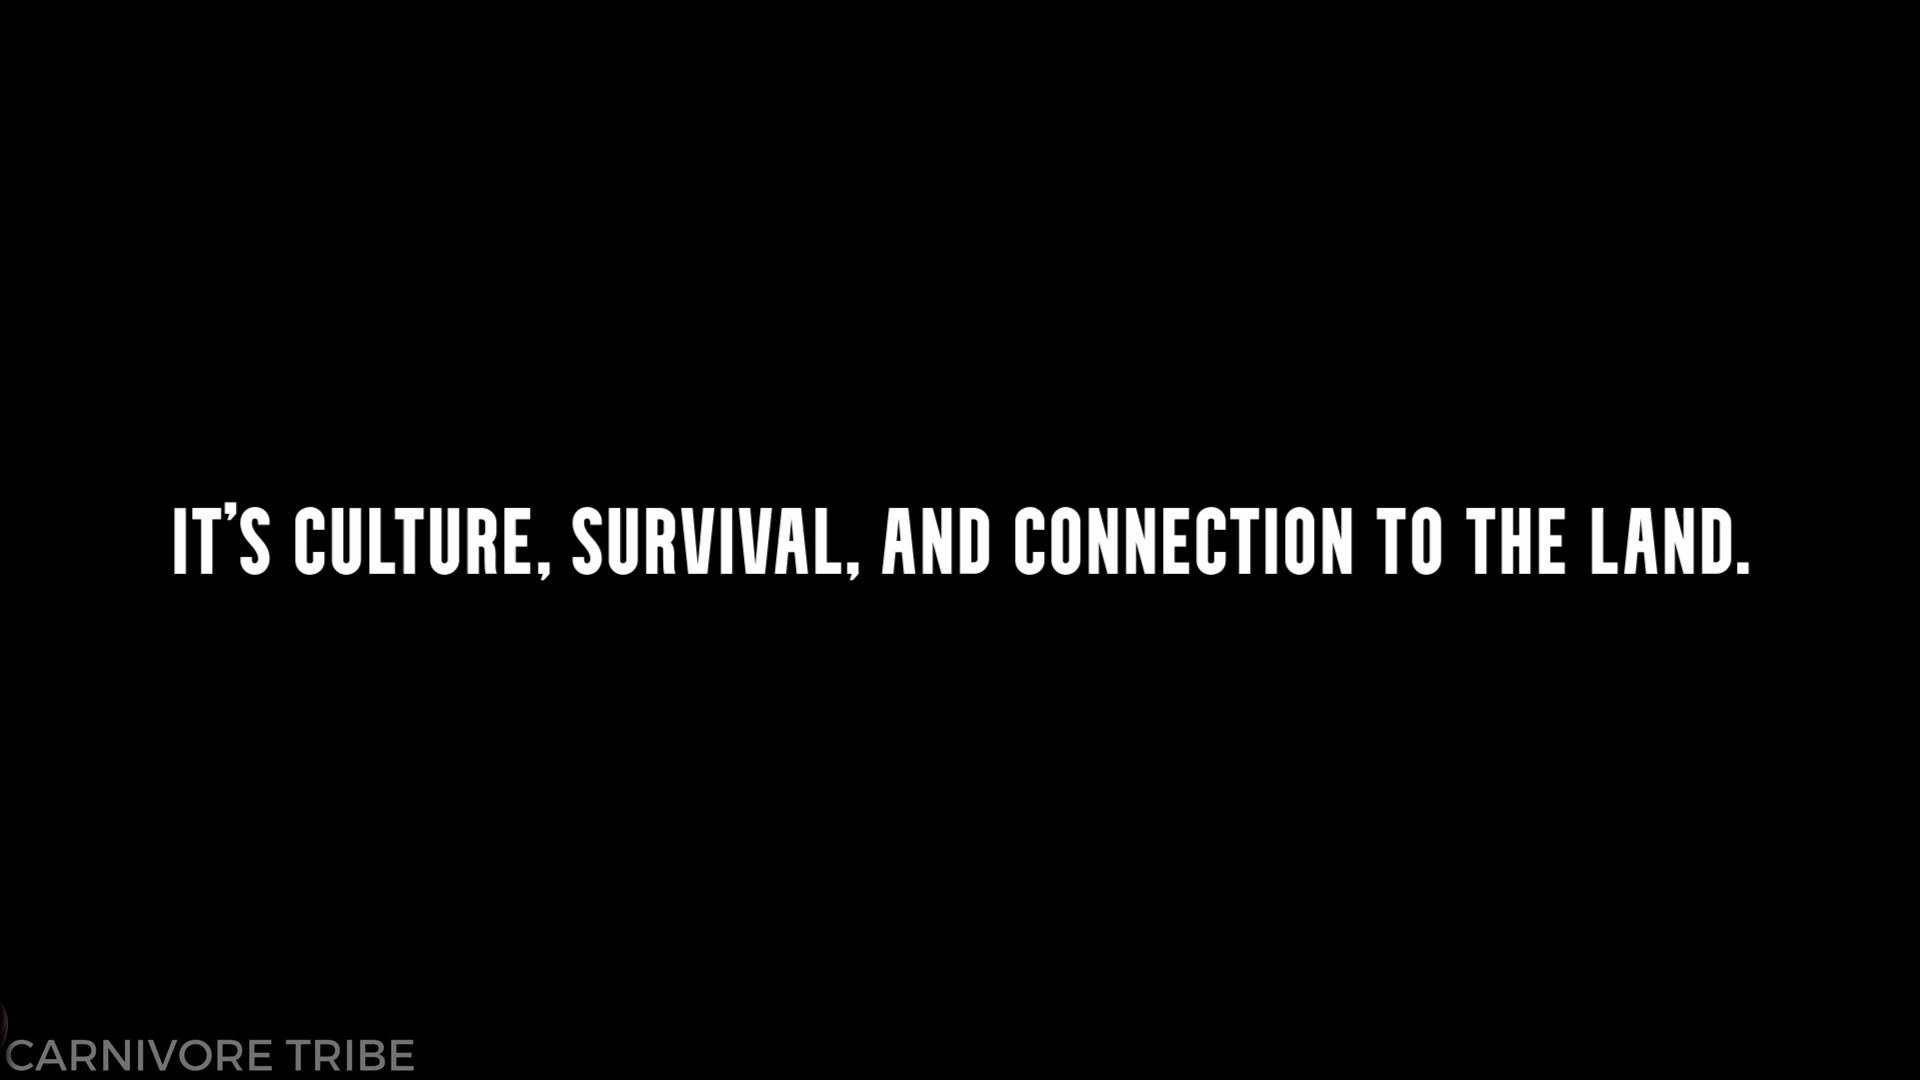 IT'S CULTURE, SURVIVAL, AND CONNECTION TO THE LAND.
CARNIVORE TRIBE